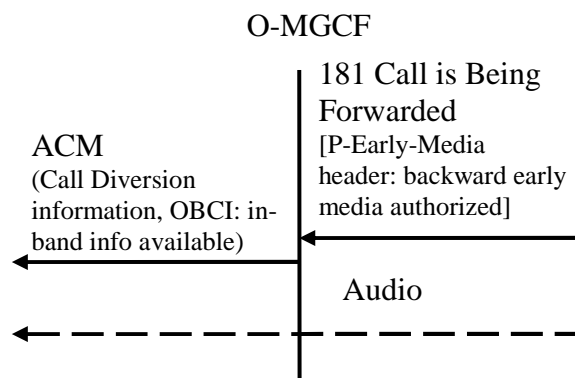 O-MGCF
181 Call is Being
Forwarded
[P-Early-Media
header: backward early
media authorized]
ACM
(Call Diversion
information, OBCI: in-
band info available)
Audio